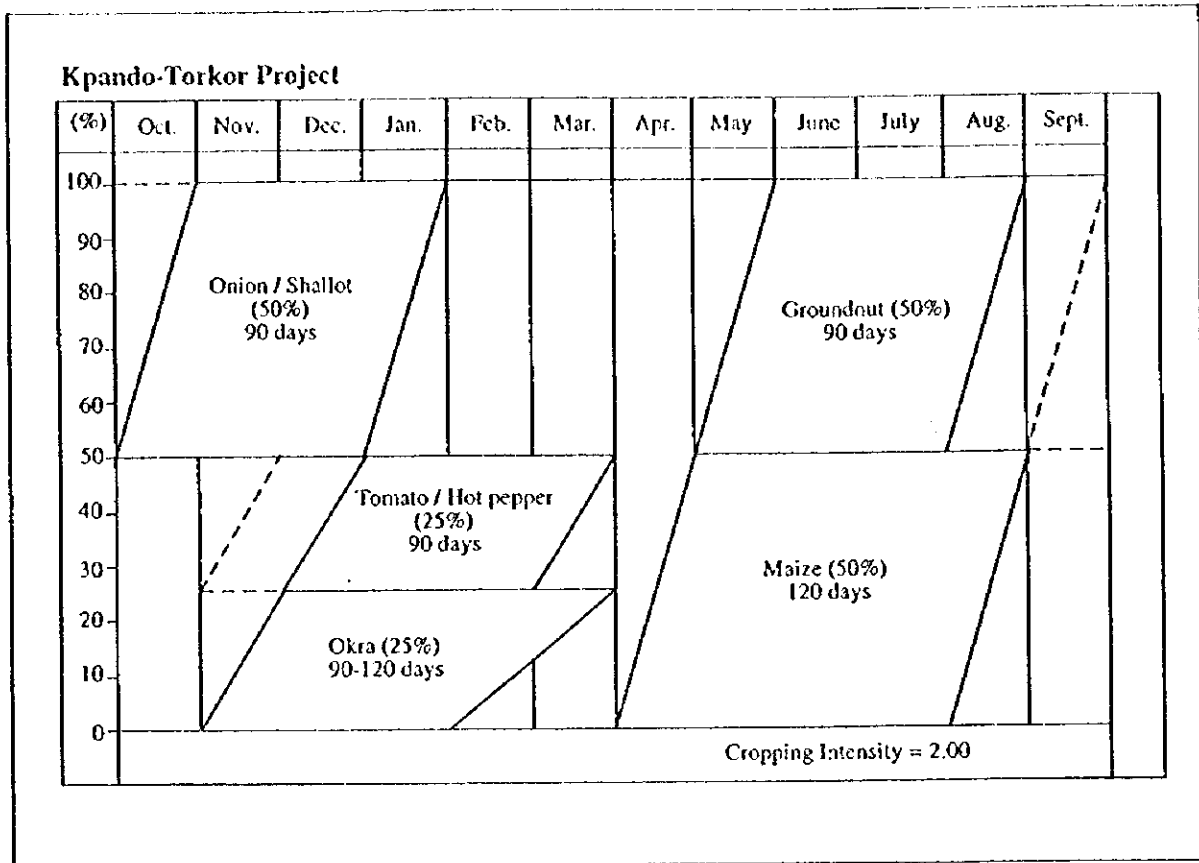 Kpando-Torkor Project
(%) Oct. Nov. Dec. Jan. Feb. Mar. Apr. May June July Aug. Sept.
100
90
80
70
60
50
40
30
20
10
0
Onion / Shallot
(50%)
90 days
Groundnut (50%)
90 days
Tomato / Hot pepper
(25%)
90 days
Maize (50%)
120 days
Okra (25%)
90-120 days
Cropping Intensity = 2.00